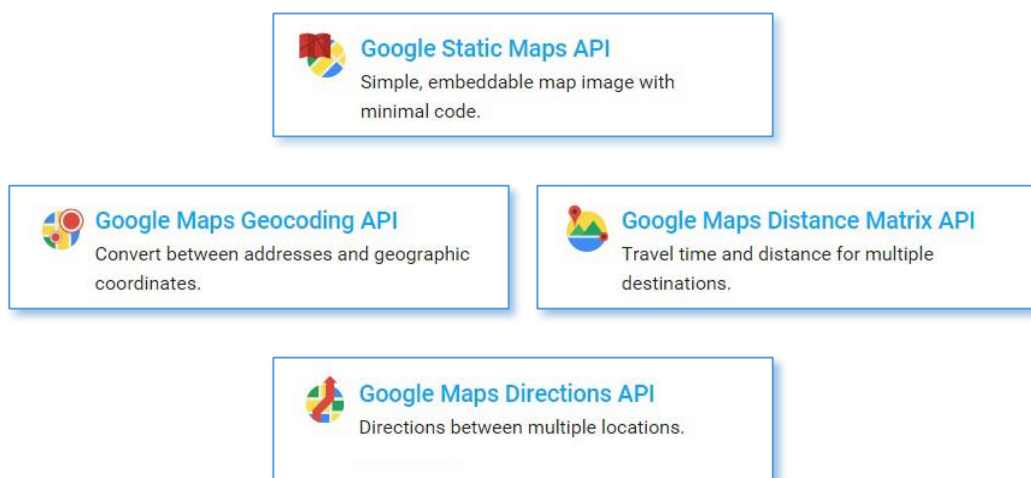 Google Static Maps API
Simple, embeddable map image with
minimal code.
Google Maps Geocoding API
Convert between addresses and geographic
coordinates.
Google Maps Distance Matrix API
Travel time and distance for multiple
destinations.
Google Maps Directions API
Directions between multiple locations.